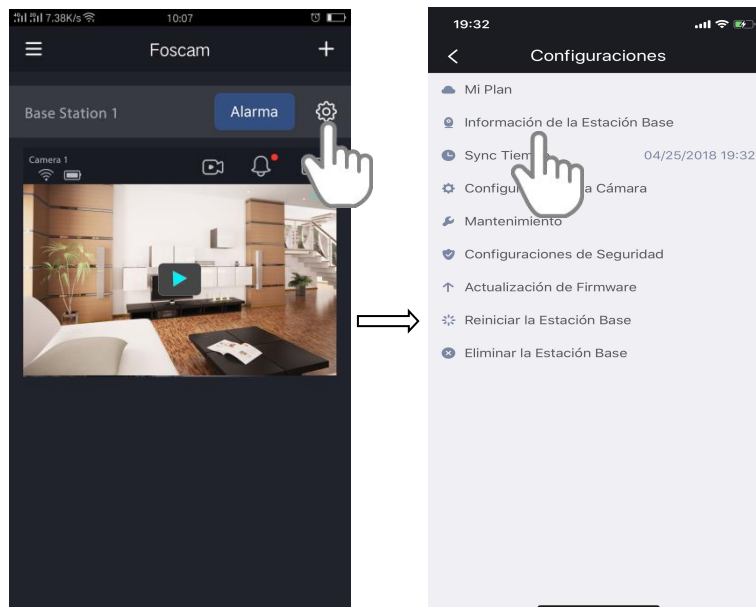 7.38K/s 10:07
Foscam
Base Station 1 Alarma
Camera 1
19:32
Configuraciones
Mi Plan
Información de la Estación Base
Sync 04/25/2018 19:32
a Cámara
Mantenimiento
Configuraciones de Seguridad
Actualización de Firmware
Reiniciar la Estación Base
Eliminar la Estación Base